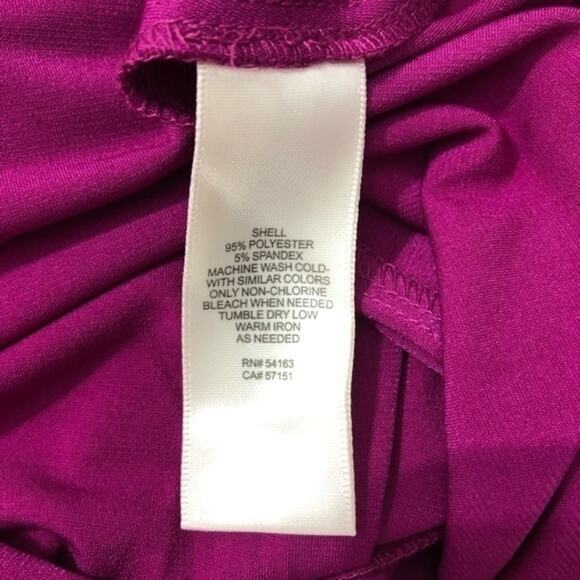 SHELL
95% POLYESTER
5% SPANDEX
MACHINE WASH COLD-
WITH SIMILAR COLORS
ONLY NON-CHLORINE
BLEACH WHEN NEEDED
TUMBLE DRY LOW
WARM IRON
AS NEEDED
RN# 54163
CA# 57151